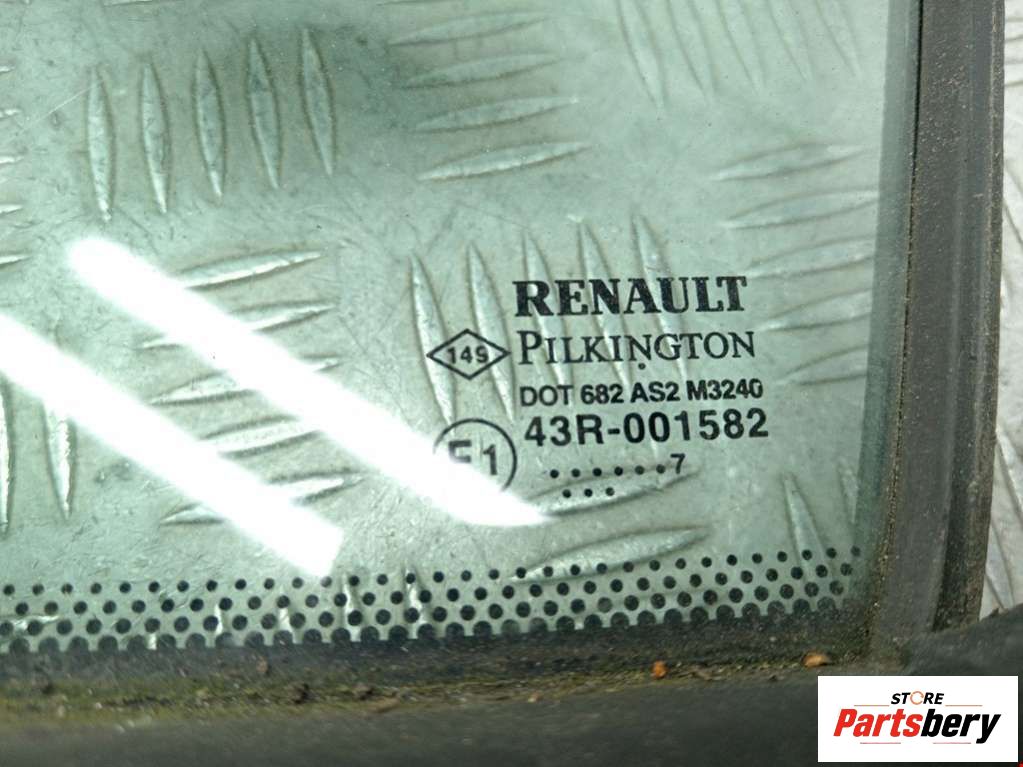 RENAULT
149 PILKINGTON
DOT 682 AS2 M3240
E1 43R-001582
.......7
...
STORE
Partsbery